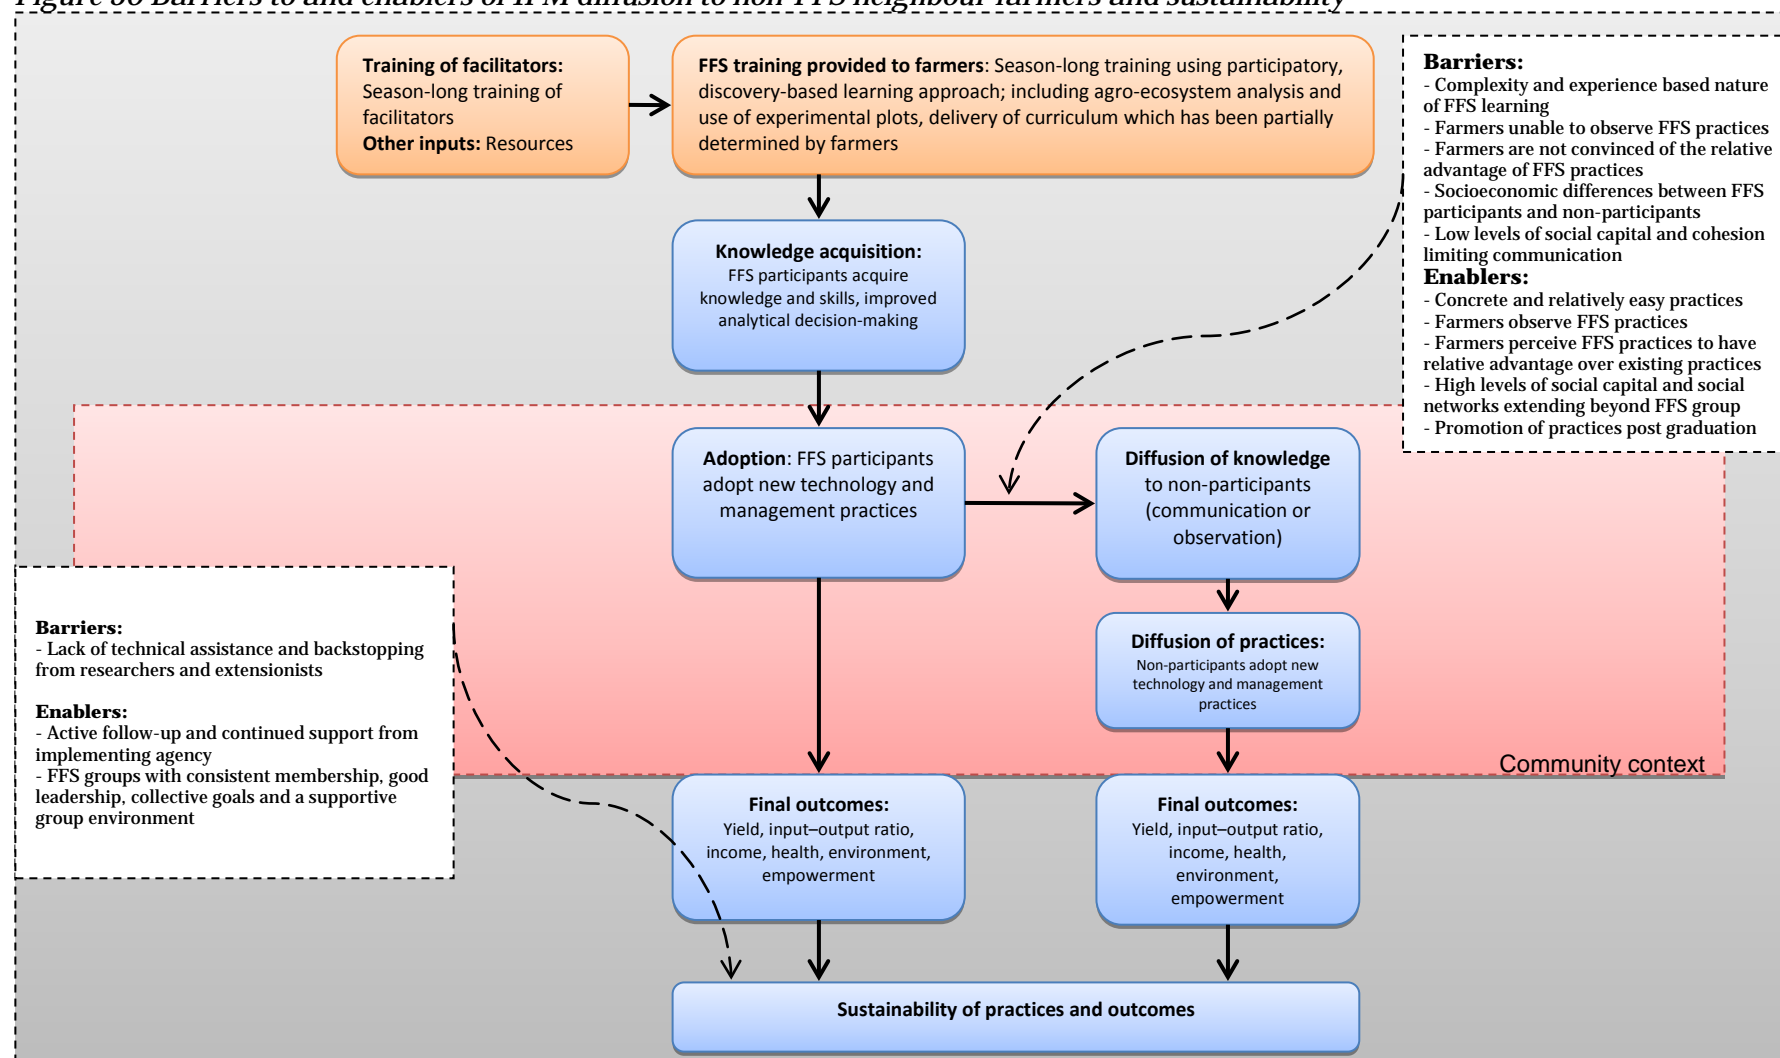 Figure 36 Barriers to and enablers of IPM diffusion to non-FFS neighbour farmers and sustainability
Training of facilitators:
Season-long training of
facilitators
Other inputs: Resources
FFS training provided to farmers: Season-long training using participatory,
discovery-based learning approach; including agro-ecosystem analysis and
use of experimental plots, delivery of curriculum which has been partially
determined by farmers
Barriers:
- Complexity and experience based nature
of FFS learning
- Farmers unable to observe FFS practices
- Farmers are not convinced of the relative
advantage of FFS practices
- Socioeconomic differences between FFS
participants and non-participants
- Low levels of social capital and cohesion
limiting communication
Enablers:
- Concrete and relatively easy practices
- Farmers observe FFS practices
- Farmers perceive FFS practices to have
relative advantage over existing practices
- High levels of social capital and social
networks extending beyond FFS group
- Promotion of practices post graduation
Knowledge acquisition:
FFS participants acquire
knowledge and skills, improved
analytical decision-making
Adoption: FFS participants
adopt new technology and
management practices
Diffusion of knowledge
to non-participants
(communication or
observation)
Barriers:
- Lack of technical assistance and backstopping
from researchers and extensionists
Enablers:
- Active follow-up and continued support from
implementing agency
- FFS groups with consistent membership, good
leadership, collective goals and a supportive
group environment
Diffusion of practices:
Non-participants adopt new
technology and management
practices
Community context
Final outcomes:
Yield, input–output ratio,
income, health, environment,
empowerment
Final outcomes:
Yield, input–output ratio,
income, health,
environment,
empowerment
Sustainability of practices and outcomes